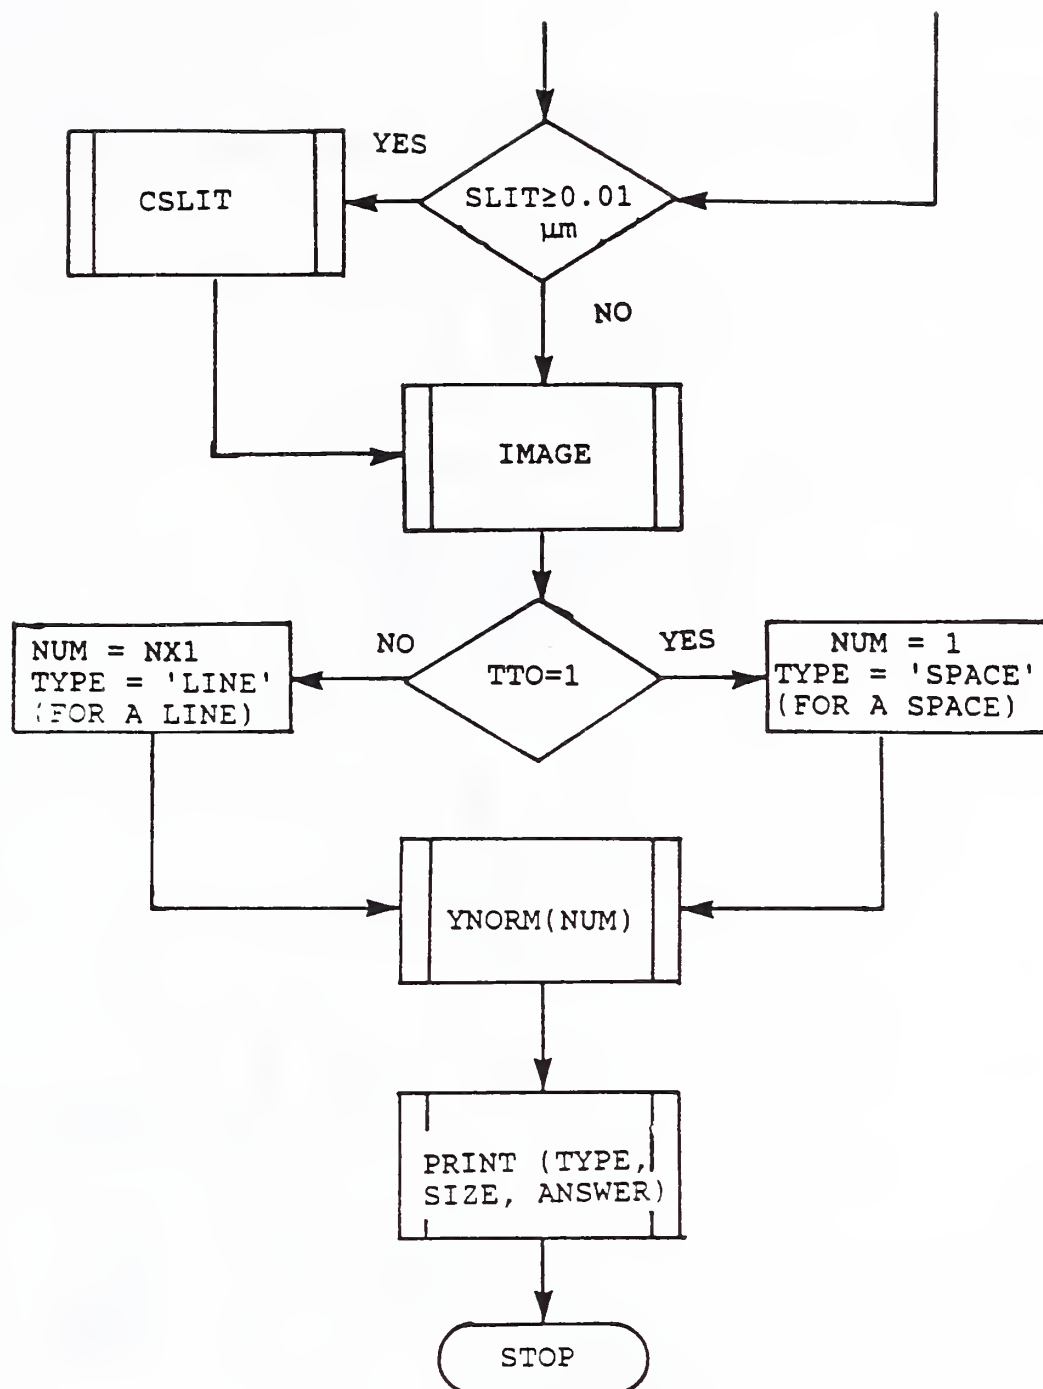 YES
CSLIT
SLIT≥0.01
µm
NO
IMAGE
NO
YES
TTO=1
NUM = NX1
TYPE = 'LINE'
(FOR A LINE)
NUM = 1
TYPE = 'SPACE'
(FOR A SPACE)
YNORM(NUM)
PRINT (TYPE,
SIZE, ANSWER)
STOP